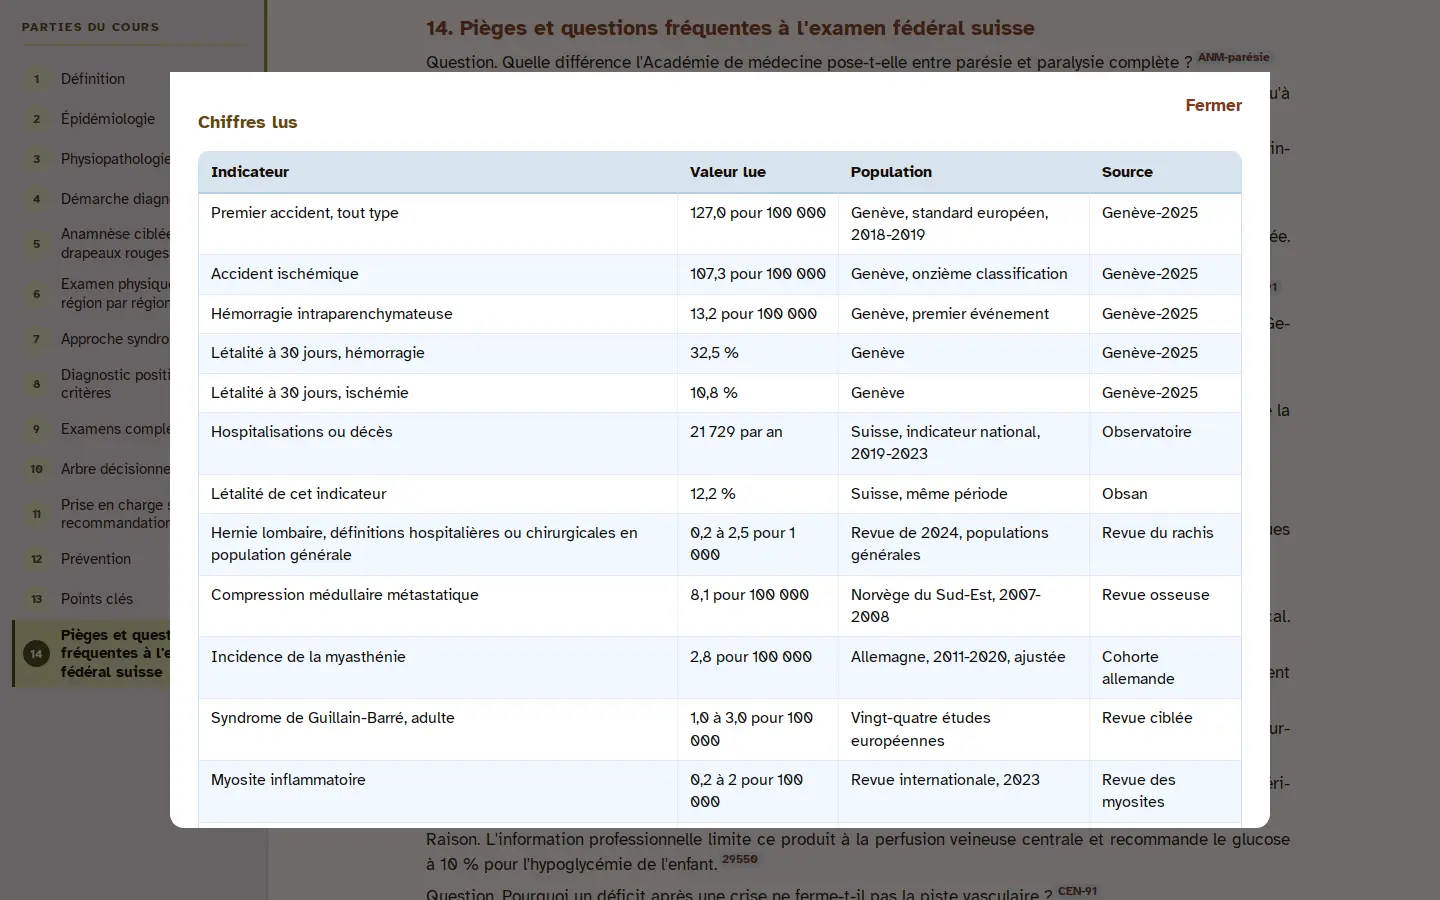 PARTIES DU COURS
1 Définition
2 Épidémiologie
3 Physiopathologie
4 Démarche
5 Anamnèse ciblée
drapeaux rouges
6 Examen physique
région par région
7 Approche
8 Diagnostic
critères
9 Examens
10 Arbre
11 Prise en charge
12 Prévention
13 Points clés
14 Pièges et
fréquentes à
fédéral suisse
14. Pièges et questions fréquentes à l'examen fédéral suisse
Question. Quelle différence l'Académie de médecine pose-t-elle entre parésie et paralysie complète ? ANM-parésie
Fermer
Chiffres lus
Indicateur Valeur lue Population Source
Premier accident, tout type 127,0 pour 100 000 Genève, standard européen, Genève-2025
2018-2019
Accident ischémique 107,3 pour 100 000 Genève, onzième classification Genève-2025
Hémorragie intraparenchymateuse 13,2 pour 100 000 Genève, premier événement Genève-2025
Létalité à 30 jours, hémorragie 32,5 % Genève Genève-2025
Létalité à 30 jours, ischémie 10,8 % Genève Genève-2025
Hospitalisations ou décès 21 729 par an Suisse, indicateur national, Observatoire
2019-2023
Létalité de cet indicateur 12,2 % Suisse, même période Obsan
Hernie lombaire, définitions hospitalières ou chirurgicales en 0,2 à 2,5 pour 1 Revue de 2024, populations Revue du rachis
population générale 000 générales
Compression médullaire métastatique 8,1 pour 100 000 Norvège du Sud-Est, 2007- Revue osseuse
2008
Incidence de la myasthénie 2,8 pour 100 000 Allemagne, 2011-2020, ajustée Cohorte
allemande
Syndrome de Guillain-Barré, adulte 1,0 à 3,0 pour 100 Vingt-quatre études Revue ciblée
000 européennes
Myosite inflammatoire 0,2 à 2 pour 100 Revue internationale, 2023 Revue des
000 myosites
Raison. L'information professionnelle limite ce produit à la perfusion veineuse centrale et recommande le glucose
à 10 % pour l'hypoglycémie de l'enfant. 29550
Question. Pourquoi un déficit après une crise ne ferme-t-il pas la piste vasculaire ? CEN-91